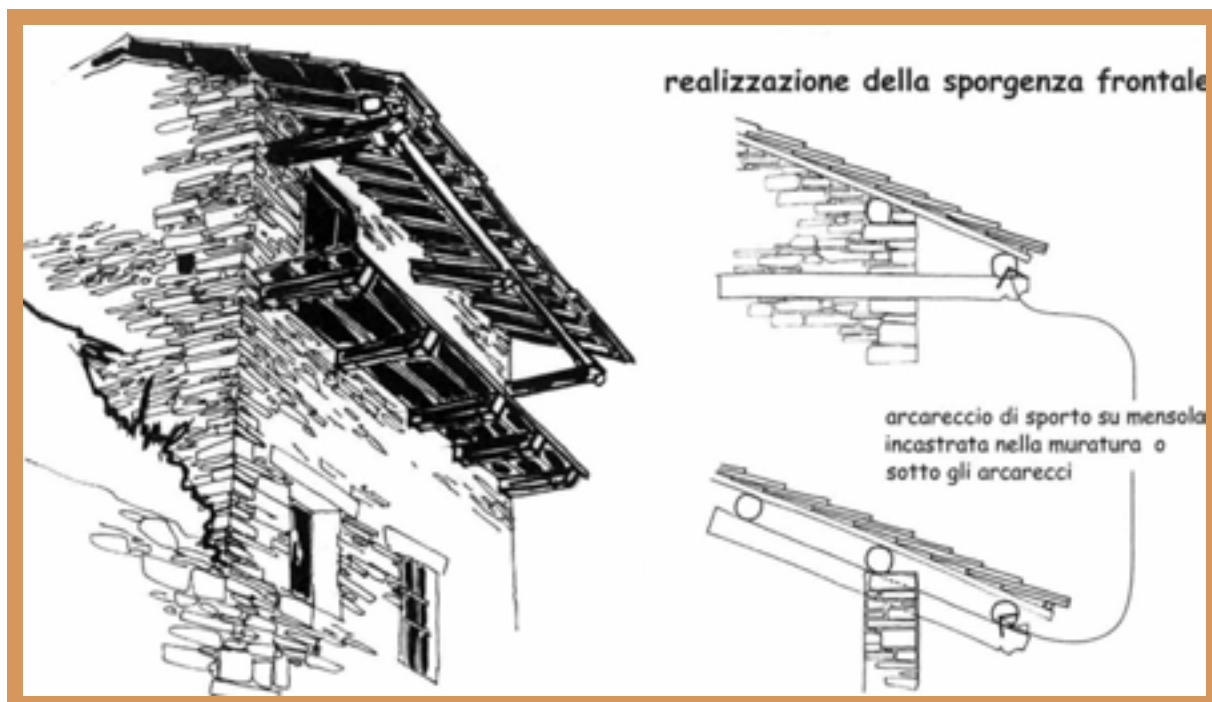 realizzazione della sporgenza frontale
arcareccio di sporto su mensola
incastrata nella muratura o
sotto gli arcarecci